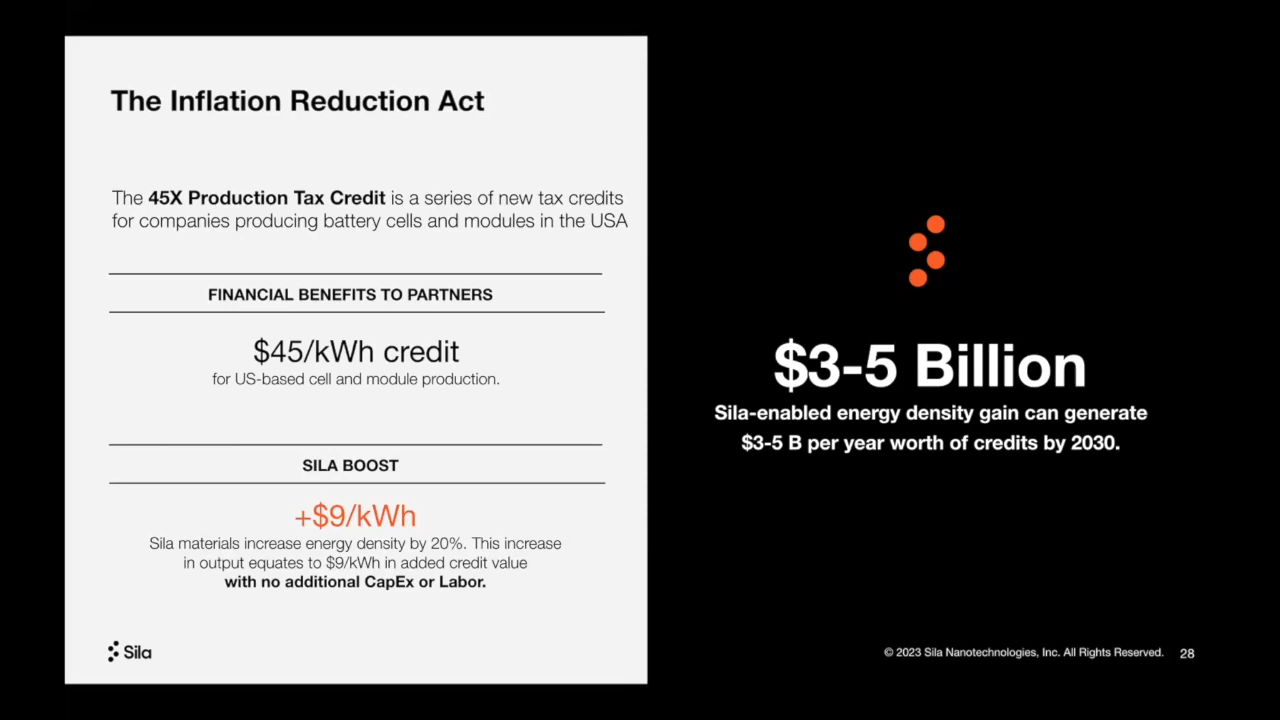 The Inflation Reduction Act
The 45X Production Tax Credit is a series of new tax credits
for companies producing battery cells and modules in the USA
FINANCIAL BENEFITS TO PARTNERS
$45/kWh credit
for US-based cell and module production.
SILA BOOST
+$9/kWh
Sila materials increase energy density by 20%. This increase
in output equates to $9/kWh in added credit value
with no additional CapEx or Labor.
Sila
$3-5 Billion
Sila-enabled energy density gain can generate
$3-5 B per year worth of credits by 2030.
© 2023 Sila Nanotechnologies, Inc. All Rights Reserved. 28